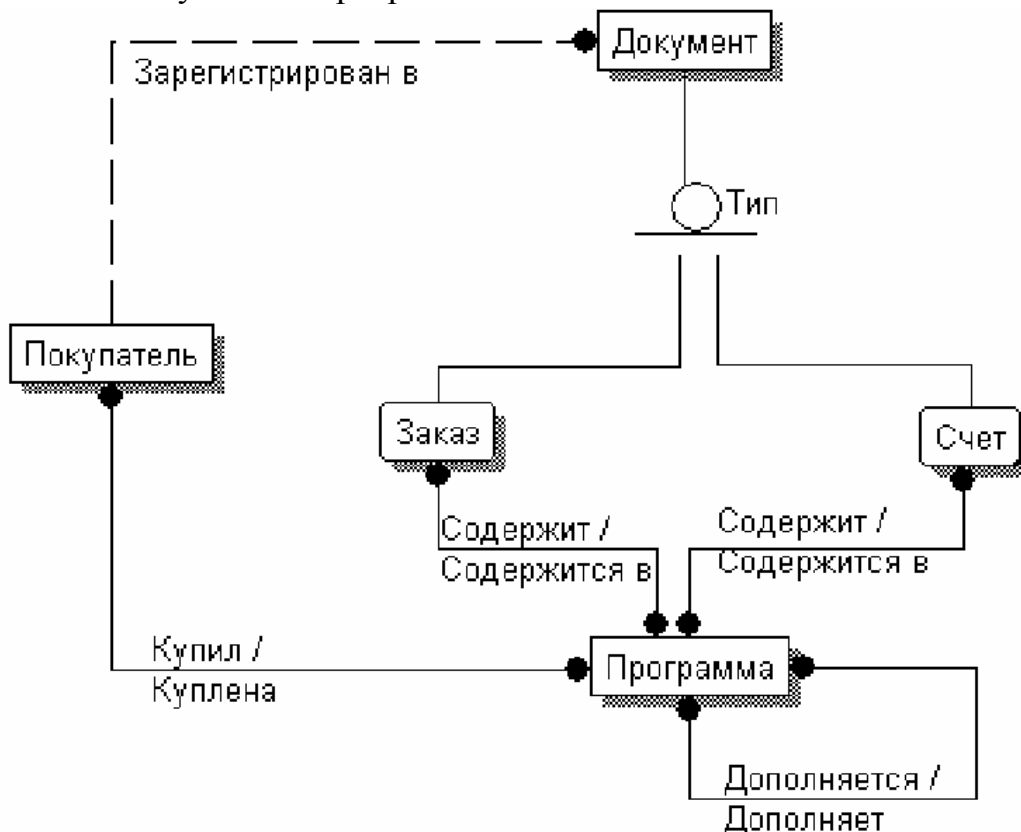 Документ
Зарегистрирован в
Тип
Покупатель
Заказ
Счет
Содержит /
Содержится в
Содержит /
Содержится в
Купил /
Куплена
Программа
Дополняется /
Дополняет